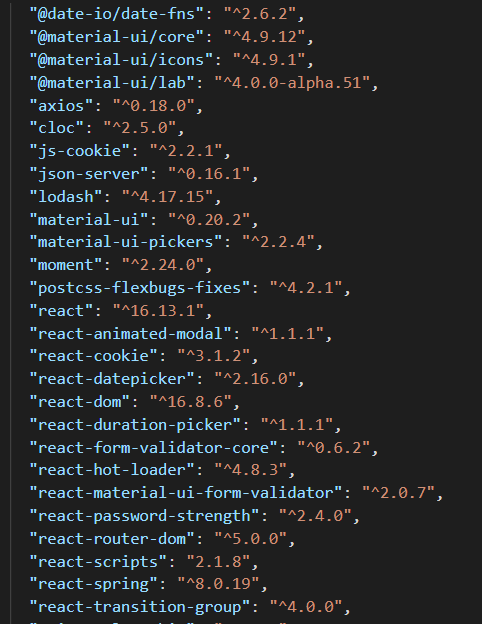 "@date-io/date-fns": "^2.6.2",
"@material-ui/core": "^4.9.12",
"@material-ui/icons": "^4.9.1",
"@material-ui/lab": "^4.0.0-alpha.51",
"axios": "^0.18.0",
"cloc": "^2.5.0",
"js-cookie": "^2.2.1",
"json-server": "^0.16.1",
"lodash": "^4.17.15",
"material-ui": "^0.20.2",
"material-ui-pickers": "^2.2.4",
"moment": "^2.24.0",
"postcss-flexbugs-fixes": "^4.2.1",
"react": "^16.13.1",
"react-animated-modal": "^1.1.1",
"react-cookie": "^3.1.2",
"react-datepicker": "^2.16.0",
"react-dom": "^16.8.6",
"react-duration-picker": "^1.1.1",
"react-form-validator-core": "^0.6.2",
"react-hot-loader": "^4.8.3",
"react-material-ui-form-validator": "^2.0.7",
"react-password-strength": "^2.4.0",
"react-router-dom": "^5.0.0",
"react-scripts": "2.1.8",
"react-spring": "^8.0.19",
"react-transition-group": "^4.0.0",